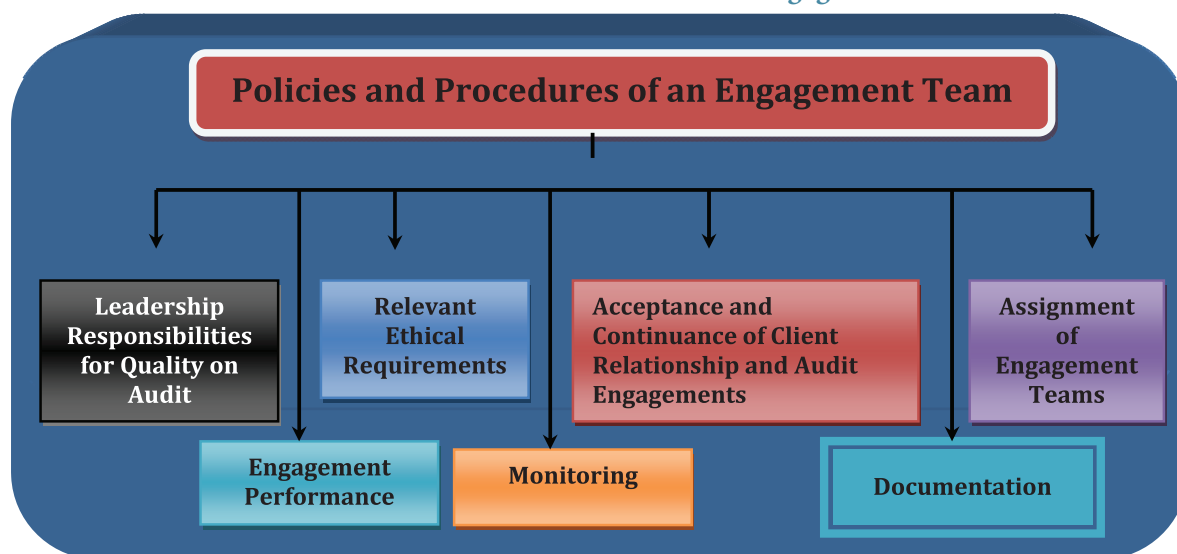 Policies and Procedures of an Engagement Team
Leadership
Responsibilities
for Quality on
Audit
Relevant
Ethical
Requirements
Acceptance and
Continuance of Client
Relationship and Audit
Engagements
Assignment
of
Engagement
Teams
Engagement
Performance
Monitoring
Documentation